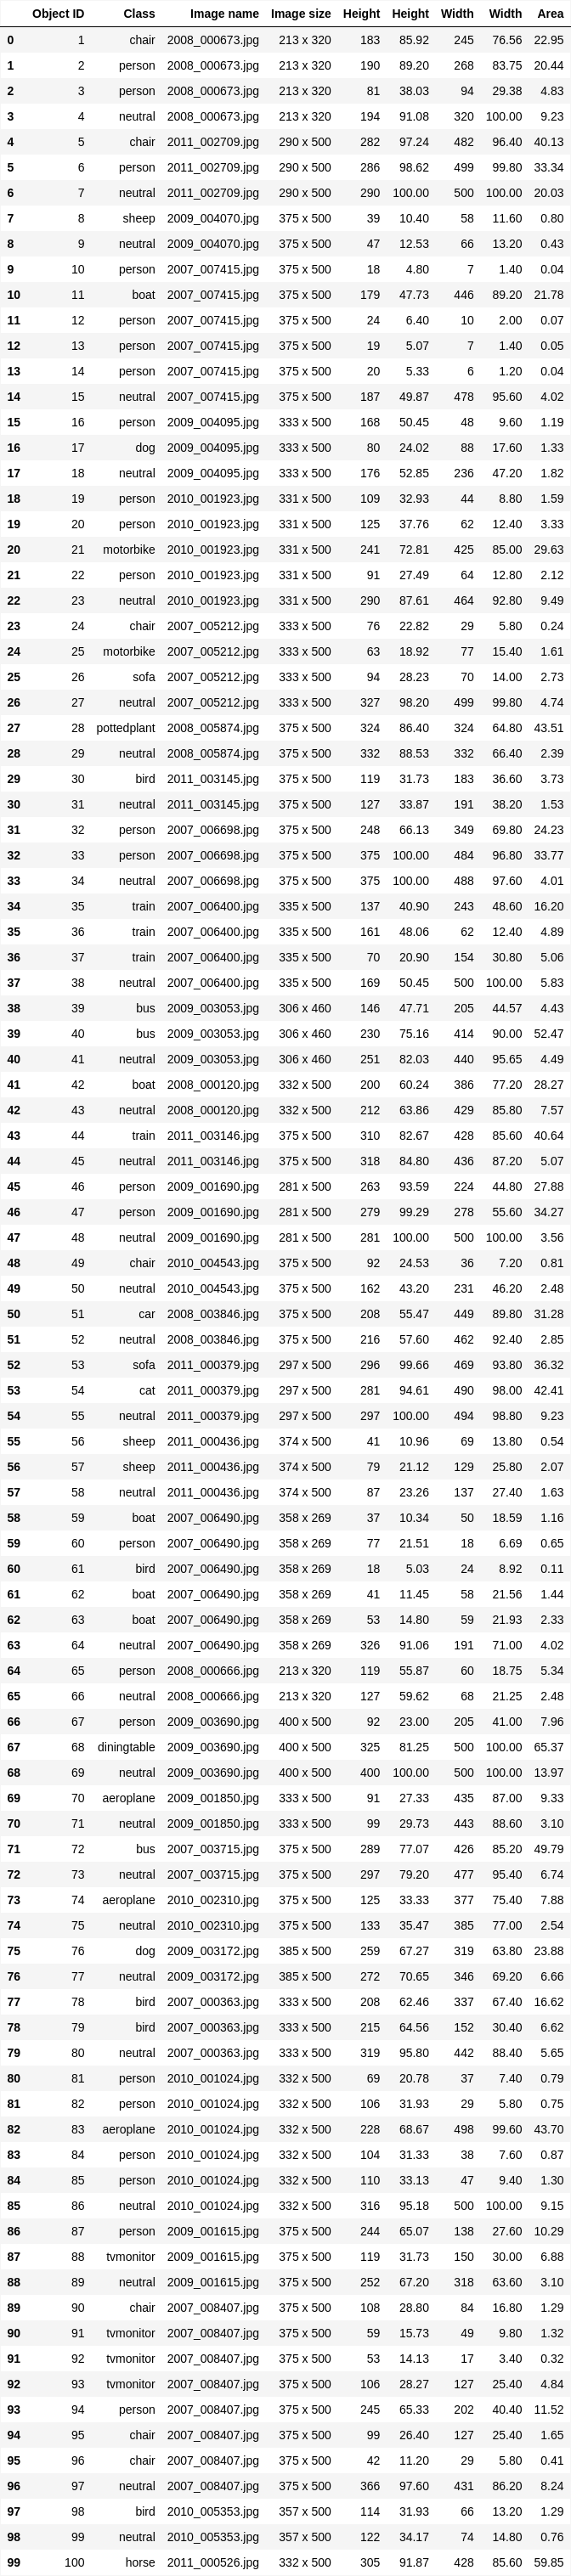 Object ID Class Image name Image size Height Height Width Width Area
0 1 chair 2008_000673.jpg 213 x 320 183 85.92 245 76.56 22.95
1 2 person 2008_000673.jpg 213 x 320 190 89.20 268 83.75 20.44
2 3 person 2008_000673.jpg 213 x 320 81 38.03 94 29.38 4.83
3 4 neutral 2008_000673.jpg 213 x 320 194 91.08 320 100.00 9.23
4 5 chair 2011_002709.jpg 290 x 500 282 97.24 482 96.40 40.13
5 6 person 2011_002709.jpg 290 x 500 286 98.62 499 99.80 33.34
6 7 neutral 2011_002709.jpg 290 x 500 290 100.00 500 100.00 20.03
7 8 sheep 2009_004070.jpg 375 x 500 39 10.40 58 11.60 0.80
8 9 neutral 2009_004070.jpg 375 x 500 47 12.53 66 13.20 0.43
9 10 person 2007_007415.jpg 375 x 500 18 4.80 7 1.40 0.04
10 11 boat 2007_007415.jpg 375 x 500 179 47.73 446 89.20 21.78
11 12 person 2007_007415.jpg 375 x 500 24 6.40 10 2.00 0.07
12 13 person 2007_007415.jpg 375 x 500 19 5.07 7 1.40 0.05
13 14 person 2007_007415.jpg 375 x 500 20 5.33 6 1.20 0.04
14 15 neutral 2007_007415.jpg 375 x 500 187 49.87 478 95.60 4.02
15 16 person 2009_004095.jpg 333 x 500 168 50.45 48 9.60 1.19
16 17 dog 2009_004095.jpg 333 x 500 80 24.02 88 17.60 1.33
17 18 neutral 2009_004095.jpg 333 x 500 176 52.85 236 47.20 1.82
18 19 person 2010_001923.jpg 331 x 500 109 32.93 44 8.80 1.59
19 20 person 2010_001923.jpg 331 x 500 125 37.76 62 12.40 3.33
20 21 motorbike 2010_001923.jpg 331 x 500 241 72.81 425 85.00 29.63
21 22 person 2010_001923.jpg 331 x 500 91 27.49 64 12.80 2.12
22 23 neutral 2010_001923.jpg 331 x 500 290 87.61 464 92.80 9.49
23 24 chair 2007_005212.jpg 333 x 500 76 22.82 29 5.80 0.24
24 25 motorbike 2007_005212.jpg 333 x 500 63 18.92 77 15.40 1.61
25 26 sofa 2007_005212.jpg 333 x 500 94 28.23 70 14.00 2.73
26 27 neutral 2007_005212.jpg 333 x 500 327 98.20 499 99.80 4.74
27 28 pottedplant 2008_005874.jpg 375 x 500 324 86.40 324 64.80 43.51
28 29 neutral 2008_005874.jpg 375 x 500 332 88.53 332 66.40 2.39
29 30 bird 2011_003145.jpg 375 x 500 119 31.73 183 36.60 3.73
30 31 neutral 2011_003145.jpg 375 x 500 127 33.87 191 38.20 1.53
31 32 person 2007_006698.jpg 375 x 500 248 66.13 349 69.80 24.23
32 33 person 2007_006698.jpg 375 x 500 375 100.00 484 96.80 33.77
33 34 neutral 2007_006698.jpg 375 x 500 375 100.00 488 97.60 4.01
34 35 train 2007_006400.jpg 335 x 500 137 40.90 243 48.60 16.20
35 36 train 2007_006400.jpg 335 x 500 161 48.06 62 12.40 4.89
36 37 train 2007_006400.jpg 335 x 500 70 20.90 154 30.80 5.06
37 38 neutral 2007_006400.jpg 335 x 500 169 50.45 500 100.00 5.83
38 39 bus 2009_003053.jpg 306 x 460 146 47.71 205 44.57 4.43
39 40 bus 2009_003053.jpg 306 x 460 230 75.16 414 90.00 52.47
40 41 neutral 2009_003053.jpg 306 x 460 251 82.03 440 95.65 4.49
41 42 boat 2008_000120.jpg 332 x 500 200 60.24 386 77.20 28.27
42 43 neutral 2008_000120.jpg 332 x 500 212 63.86 429 85.80 7.57
43 44 train 2011_003146.jpg 375 x 500 310 82.67 428 85.60 40.64
44 45 neutral 2011_003146.jpg 375 x 500 318 84.80 436 87.20 5.07
45 46 person 2009_001690.jpg 281 x 500 263 93.59 224 44.80 27.88
46 47 person 2009_001690.jpg 281 x 500 279 99.29 278 55.60 34.27
47 48 neutral 2009_001690.jpg 281 x 500 281 100.00 500 100.00 3.56
48 49 chair 2010_004543.jpg 375 x 500 92 24.53 36 7.20 0.81
49 50 neutral 2010_004543.jpg 375 x 500 162 43.20 231 46.20 2.48
50 51 car 2008_003846.jpg 375 x 500 208 55.47 449 89.80 31.28
51 52 neutral 2008_003846.jpg 375 x 500 216 57.60 462 92.40 2.85
52 53 sofa 2011_000379.jpg 297 x 500 296 99.66 469 93.80 36.32
53 54 cat 2011_000379.jpg 297 x 500 281 94.61 490 98.00 42.41
54 55 neutral 2011_000379.jpg 297 x 500 297 100.00 494 98.80 9.23
55 56 sheep 2011_000436.jpg 374 x 500 41 10.96 69 13.80 0.54
56 57 sheep 2011_000436.jpg 374 x 500 79 21.12 129 25.80 2.07
57 58 neutral 2011_000436.jpg 374 x 500 87 23.26 137 27.40 1.63
58 59 boat 2007_006490.jpg 358 x 269 37 10.34 50 18.59 1.16
59 60 person 2007_006490.jpg 358 x 269 77 21.51 18 6.69 0.65
60 61 bird 2007_006490.jpg 358 x 269 18 5.03 24 8.92 0.11
61 62 boat 2007_006490.jpg 358 x 269 41 11.45 58 21.56 1.44
62 63 boat 2007_006490.jpg 358 x 269 53 14.80 59 21.93 2.33
63 64 neutral 2007_006490.jpg 358 x 269 326 91.06 191 71.00 4.02
64 65 person 2008_000666.jpg 213 x 320 119 55.87 60 18.75 5.34
65 66 neutral 2008_000666.jpg 213 x 320 127 59.62 68 21.25 2.48
66 67 person 2009_003690.jpg 400 x 500 92 23.00 205 41.00 7.96
67 68 diningtable 2009_003690.jpg 400 x 500 325 81.25 500 100.00 65.37
68 69 neutral 2009_003690.jpg 400 x 500 400 100.00 500 100.00 13.97
69 70 aeroplane 2009_001850.jpg 333 x 500 91 27.33 435 87.00 9.33
70 71 neutral 2009_001850.jpg 333 x 500 99 29.73 443 88.60 3.10
71 72 bus 2007_003715.jpg 375 x 500 289 77.07 426 85.20 49.79
72 73 neutral 2007_003715.jpg 375 x 500 297 79.20 477 95.40 6.74
73 74 aeroplane 2010_002310.jpg 375 x 500 125 33.33 377 75.40 7.88
74 75 neutral 2010_002310.jpg 375 x 500 133 35.47 385 77.00 2.54
75 76 dog 2009_003172.jpg 385 x 500 259 67.27 319 63.80 23.88
76 77 neutral 2009_003172.jpg 385 x 500 272 70.65 346 69.20 6.66
77 78 bird 2007_000363.jpg 333 x 500 208 62.46 337 67.40 16.62
78 79 bird 2007_000363.jpg 333 x 500 215 64.56 152 30.40 6.62
79 80 neutral 2007_000363.jpg 333 x 500 319 95.80 442 88.40 5.65
80 81 person 2010_001024.jpg 332 x 500 69 20.78 37 7.40 0.79
81 82 person 2010_001024.jpg 332 x 500 106 31.93 29 5.80 0.75
82 83 aeroplane 2010_001024.jpg 332 x 500 228 68.67 498 99.60 43.70
83 84 person 2010_001024.jpg 332 x 500 104 31.33 38 7.60 0.87
84 85 person 2010_001024.jpg 332 x 500 110 33.13 47 9.40 1.30
85 86 neutral 2010_001024.jpg 332 x 500 316 95.18 500 100.00 9.15
86 87 person 2009_001615.jpg 375 x 500 244 65.07 138 27.60 10.29
87 88 tvmonitor 2009_001615.jpg 375 x 500 119 31.73 150 30.00 6.88
88 89 neutral 2009_001615.jpg 375 x 500 252 67.20 318 63.60 3.10
89 90 chair 2007_008407.jpg 375 x 500 108 28.80 84 16.80 1.29
90 91 tvmonitor 2007_008407.jpg 375 x 500 59 15.73 49 9.80 1.32
91 92 tvmonitor 2007_008407.jpg 375 x 500 53 14.13 17 3.40 0.32
92 93 tvmonitor 2007_008407.jpg 375 x 500 106 28.27 127 25.40 4.84
93 94 person 2007_008407.jpg 375 x 500 245 65.33 202 40.40 11.52
94 95 chair 2007_008407.jpg 375 x 500 99 26.40 127 25.40 1.65
95 96 chair 2007_008407.jpg 375 x 500 42 11.20 29 5.80 0.41
96 97 neutral 2007_008407.jpg 375 x 500 366 97.60 431 86.20 8.24
97 98 bird 2010_005353.jpg 357 x 500 114 31.93 66 13.20 1.29
98 99 neutral 2010_005353.jpg 357 x 500 122 34.17 74 14.80 0.76
99 100 horse 2011_000526.jpg 332 x 500 305 91.87 428 85.60 59.85